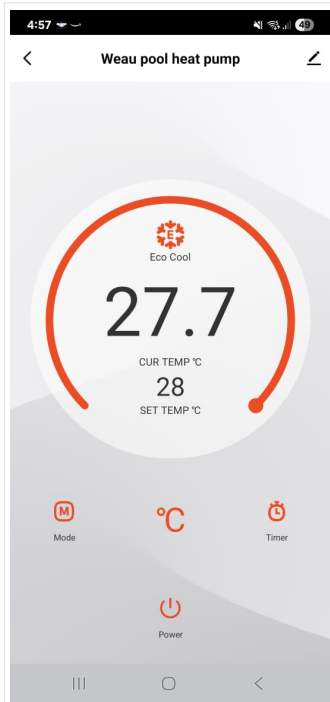 4:57
49
Weau pool heat pump
E
Eco Cool
27.7
CUR TEMP °C
28
SET TEMP °C
M
°C
Mode
Timer
Power